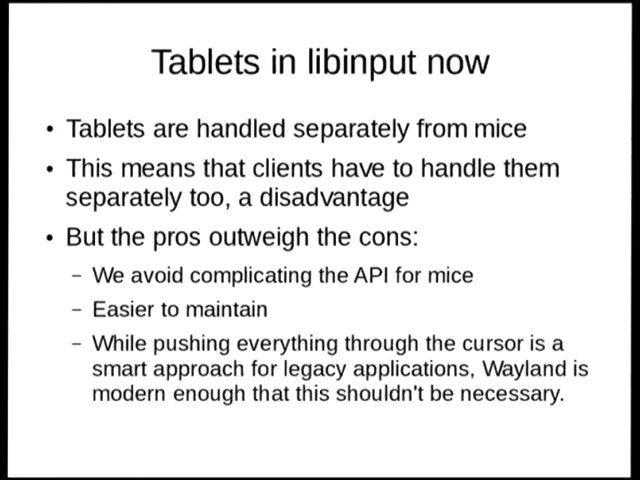 Tablets in libinput now
• Tablets are handled separately from mice
• This means that clients have to handle them
separately too, a disadvantage
• But the pros outweigh the cons:
– We avoid complicating the API for mice
– Easier to maintain
– While pushing everything through the cursor is a
smart approach for legacy applications, Wayland is
modern enough that this shouldn't be necessary.